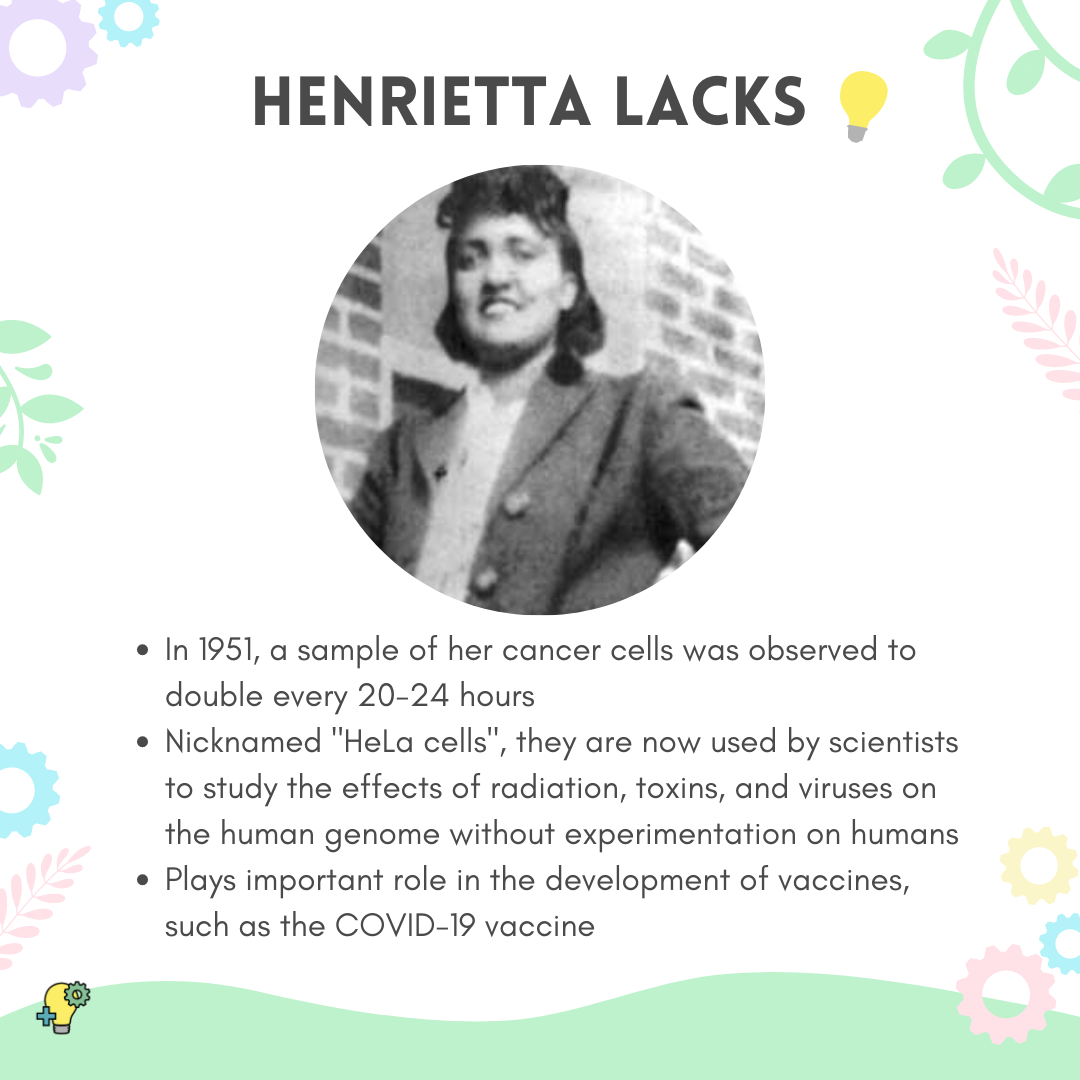 HENRIETTA LACKS
• In 1951, a sample of her cancer cells was observed to
double every 20-24 hours
• Nicknamed "HeLa cells", they are now used by scientists
to study the effects of radiation, toxins, and viruses on
the human genome without experimentation on humans
• Plays important role in the development of vaccines,
such as the COVID-19 vaccine